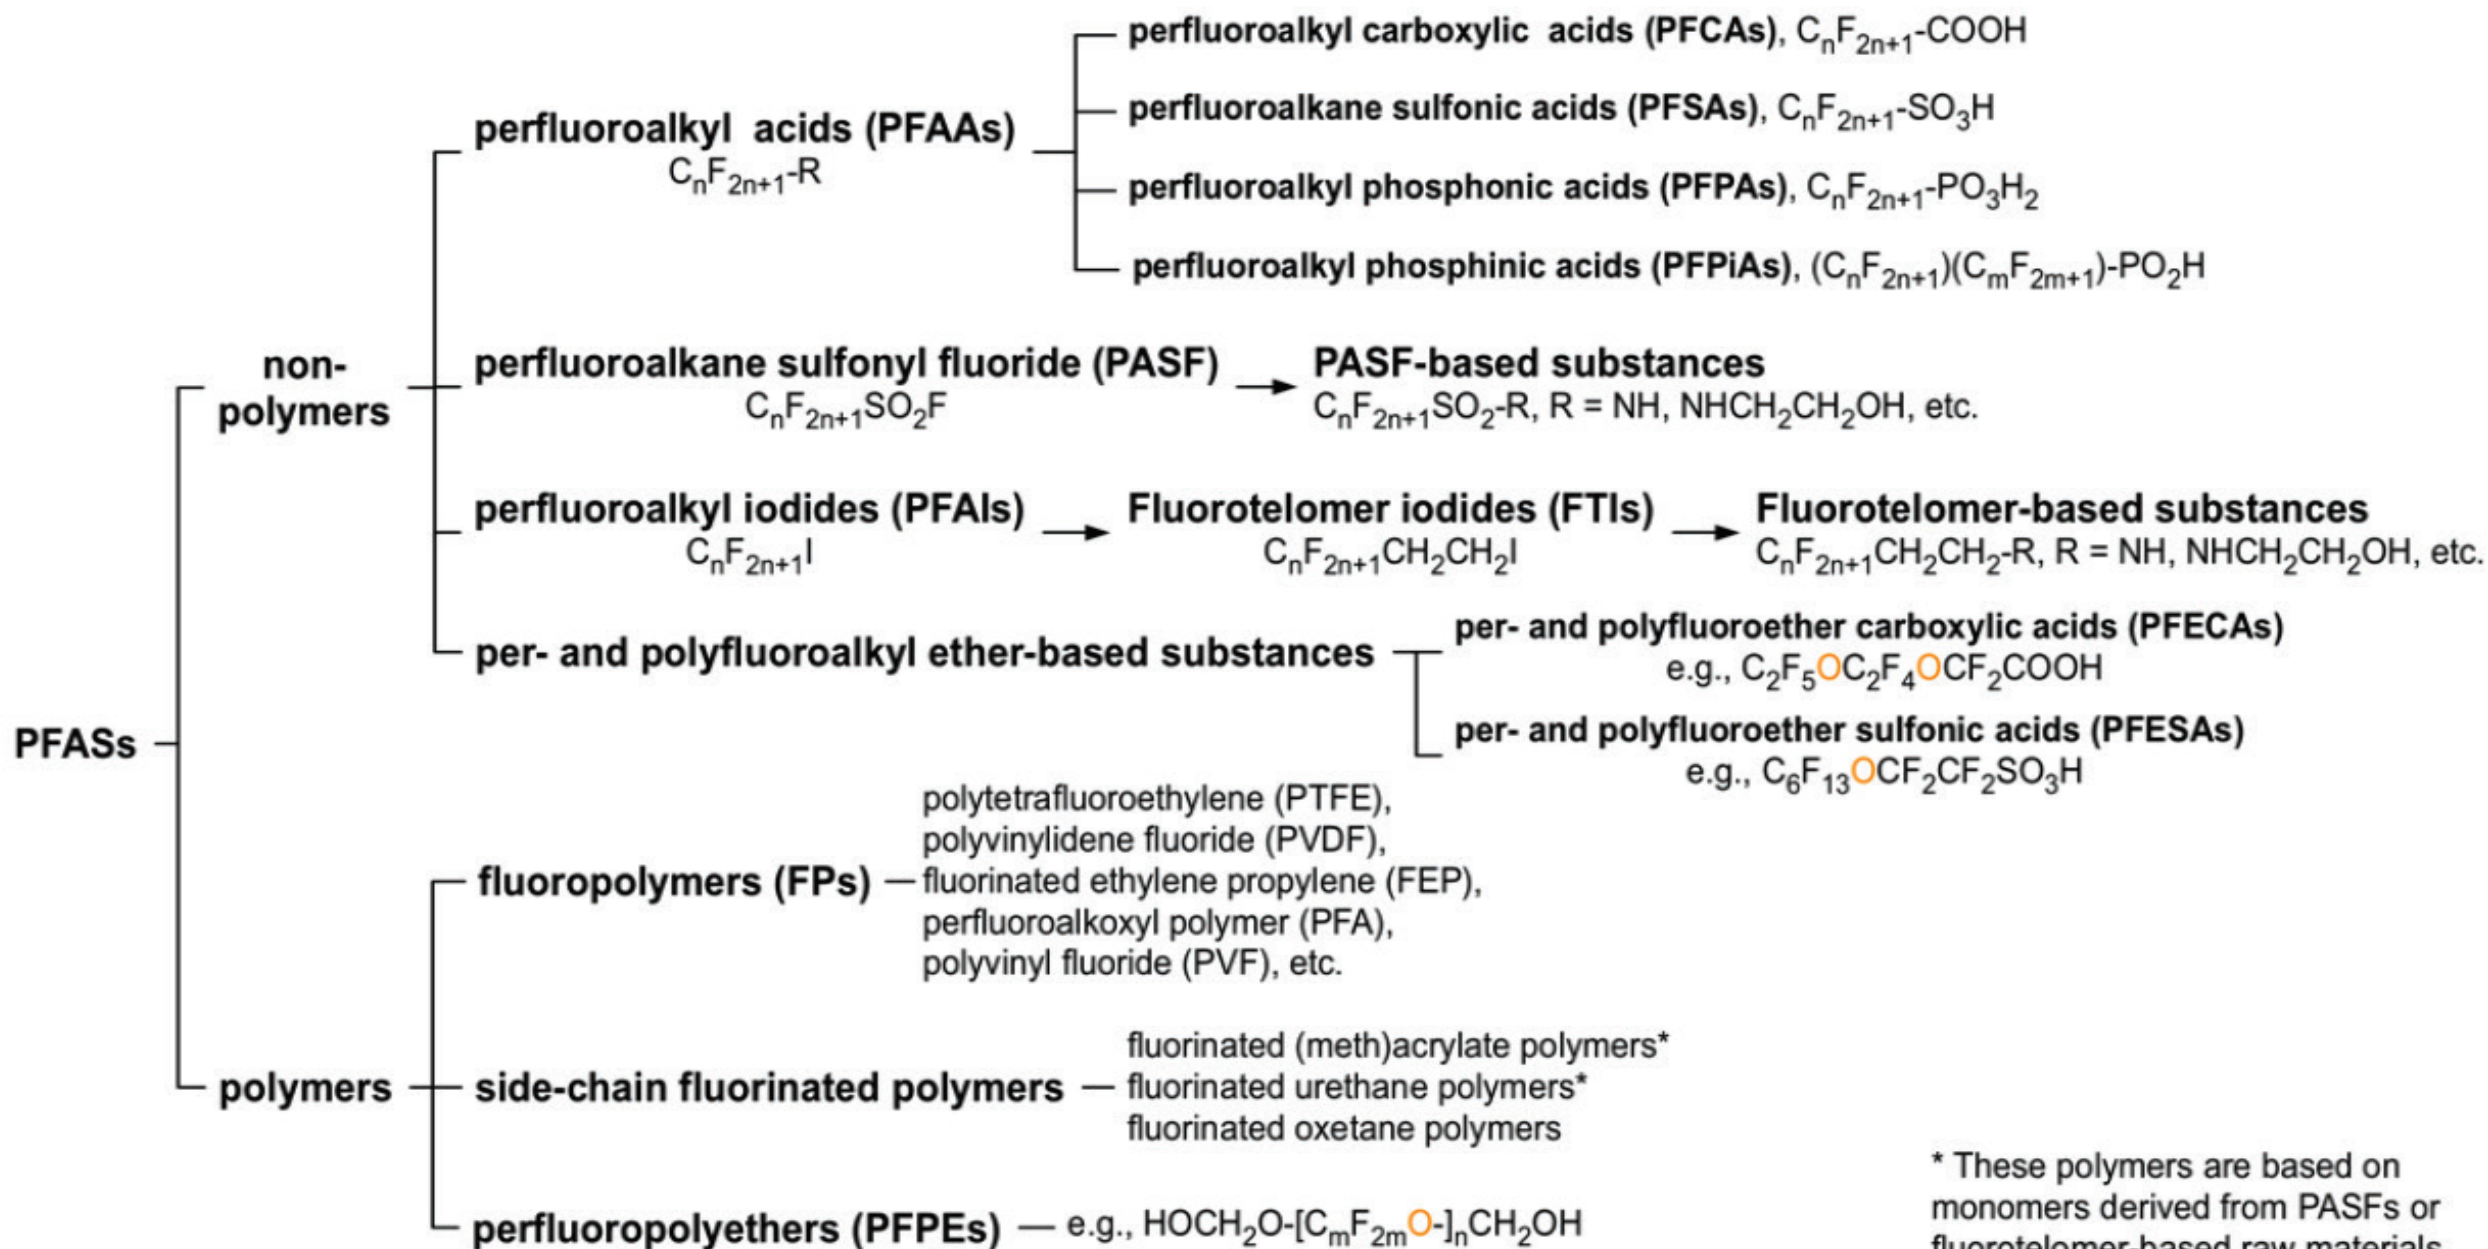 perfluoroalkyl carboxylic acids (PFCAs), CnF2n+1-COOH
perfluoroalkane sulfonic acids (PFSAs), CnF2n+1-SO3H
perfluoroalkyl acids (PFAAs)
CnF2n+1-R
perfluoroalkyl phosphonic acids (PFPAs), CnF2n+1-PO3H2
perfluoroalkyl phosphinic acids (PFPiAs), (CnF2n+1)(CmF2m+1)-PO2H
non-
polymers
perfluoroalkane sulfonyl fluoride (PASF)
CnF2n+1SO2F
PASF-based substances
CnF2n+1SO2-R, R = NH, NHCH2CH2OH, etc.
perfluoroalkyl iodides (PFAIs)
CnF2n+1I
Fluorotelomer iodides (FTIs)
CnF2n+1CH2CH2I
Fluorotelomer-based substances
CnF2n+1CH2CH2-R, R = NH, NHCH2CH2OH, etc.
per- and polyfluoroalkyl ether-based substances
per- and polyfluoroether carboxylic acids (PFECAs)
e.g., C2F5OC2F4OCF2COOH
per- and polyfluoroether sulfonic acids (PFESAs)
e.g., C6F13OCF2CF2SO3H
PFASs
fluoropolymers (FPs)
polytetrafluoroethylene (PTFE),
polyvinylidene fluoride (PVDF),
fluorinated ethylene propylene (FEP),
perfluoroalkoxyl polymer (PFA),
polyvinyl fluoride (PVF), etc.
polymers
side-chain fluorinated polymers
fluorinated (meth)acrylate polymers*
fluorinated urethane polymers*
fluorinated oxetane polymers
perfluoropolyethers (PFPEs)
e.g., HOCH2O-[CmF2mO-]nCH2OH
* These polymers are based on
monomers derived from PASFs or
fluorotelomer-based raw materials